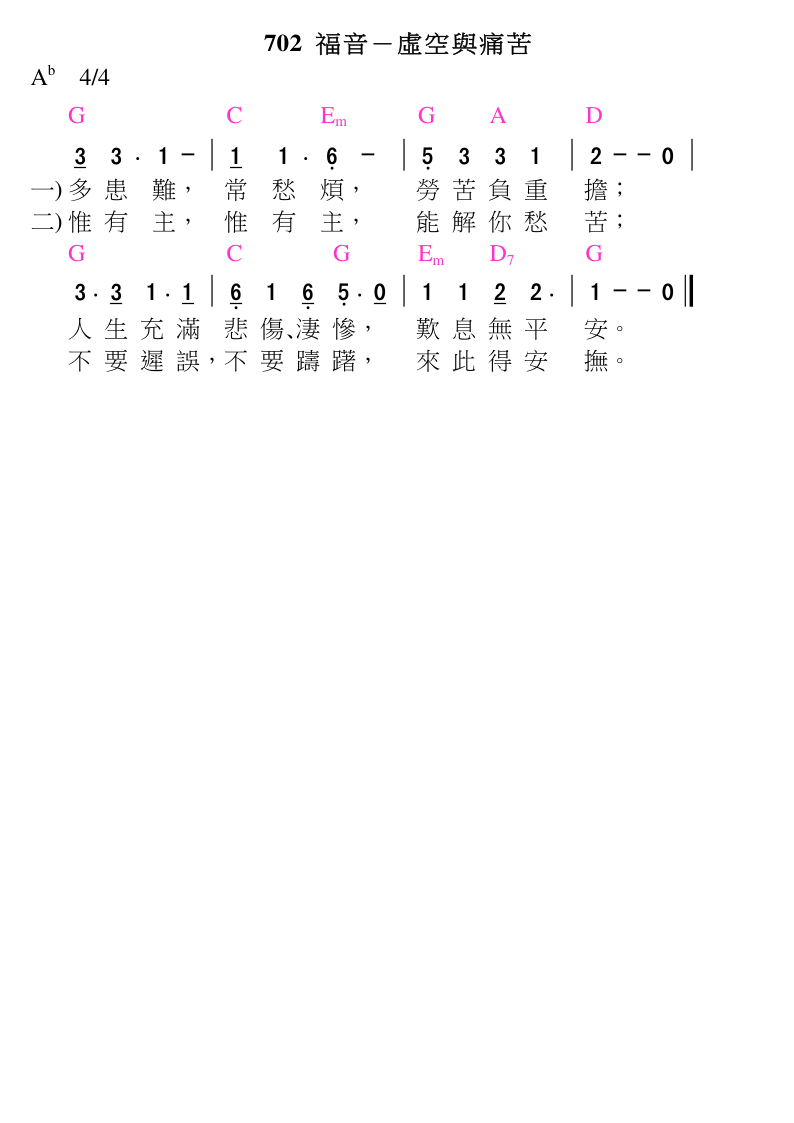 702 福音－虛空與痛苦
Aᵇ 4/4
G C Em G A D
3 3 · 1 － | 1 1 · 6 － | 5 3 3 1 | 2 － － 0 |
一) 多 患 難， 常 愁 煩， 勞 苦 負 重 擔；
二) 惟 有 主， 惟 有 主， 能 解 你 愁 苦；
G C G Em D7 G
3 · 3 1 · 1 | 6 1 6 5 · 0 | 1 1 2 2 · | 1 － － 0 ‖
人 生 充 滿 悲 傷、淒 慘， 歎 息 無 平 安。
不 要 遲 誤，不 要 躊 躇， 來 此 得 安 撫。